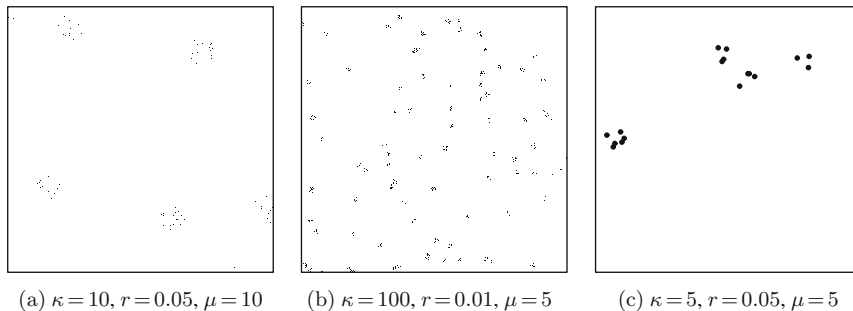 (a) κ=10, r=0.05, μ=10
(b) κ=100, r=0.01, μ=5
(c) κ=5, r=0.05, μ=5